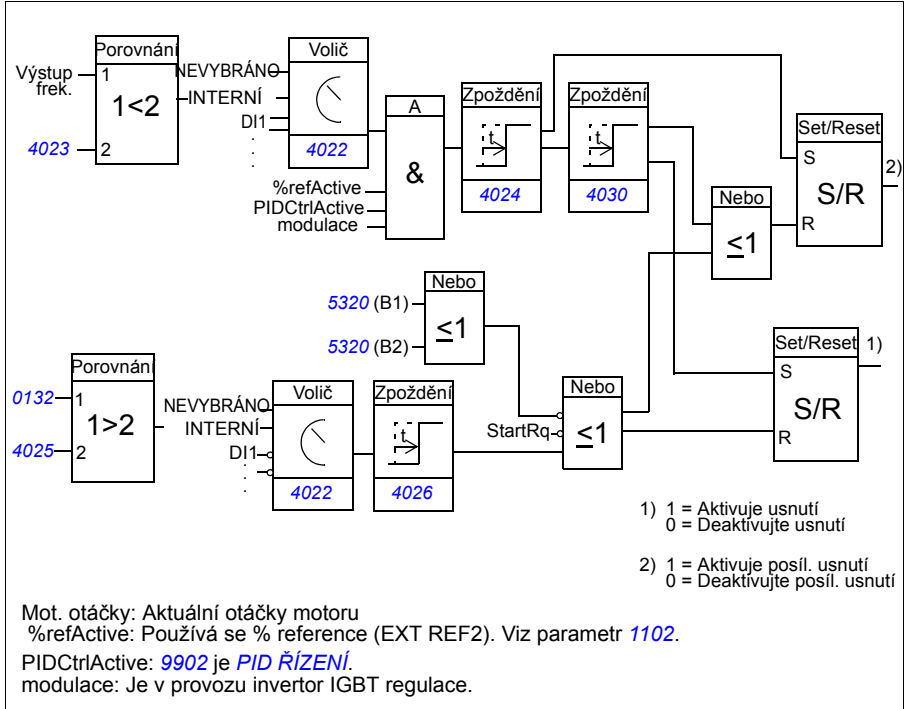 Porovnání
Výstup
frek.
1
1<2
4023
2
Volič
NEVYBRÁNO
INTERNÍ
DI1
.
.
.
4022
A
&
%refActive
PIDCtrlActive
modulace
Zpoždění
t
4024
Zpoždění
t
4030
Set/Reset
S
S/R
R
2)
Nebo
<1
Nebo
5320 (B1)
<1
5320 (B2)
Porovnání
0132
1
1>2
4025
2
Volič
NEVYBRÁNO
INTERNÍ
DI1
.
.
.
4022
Zpoždění
t
4026
Nebo
StartRq
<1
Set/Reset
1)
S
S/R
R
1) 1 = Aktivuje usnutí
0 = Deaktivujte usnutí
2) 1 = Aktivuje posíl. usnutí
0 = Deaktivujte posíl. usnutí
Mot. otáčky: Aktuální otáčky motoru
%refActive: Používá se % reference (EXT REF2). Viz parametr 1102.
PIDCtrlActive: 9902 je PID ŘÍZENÍ.
modulace: Je v provozu invertor IGBT regulace.